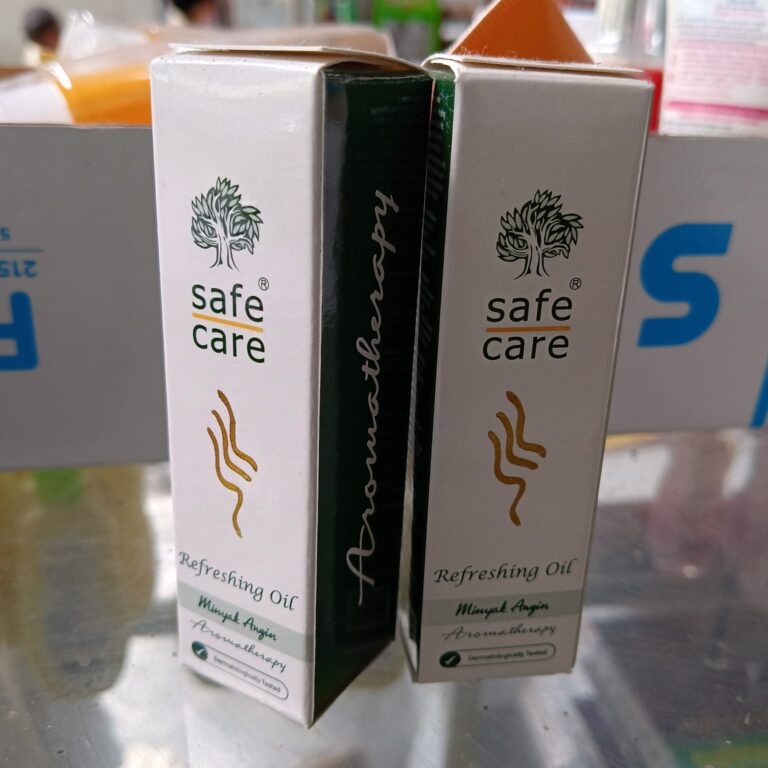 safe®
care
Refreshing Oil
Minyak Angin
Aromatherapy
Dermatologically Tested
Aromatherapy
safe®
care
Refreshing Oil
Minyak Angin
Aromatherapy
Dermatologically Tested
S